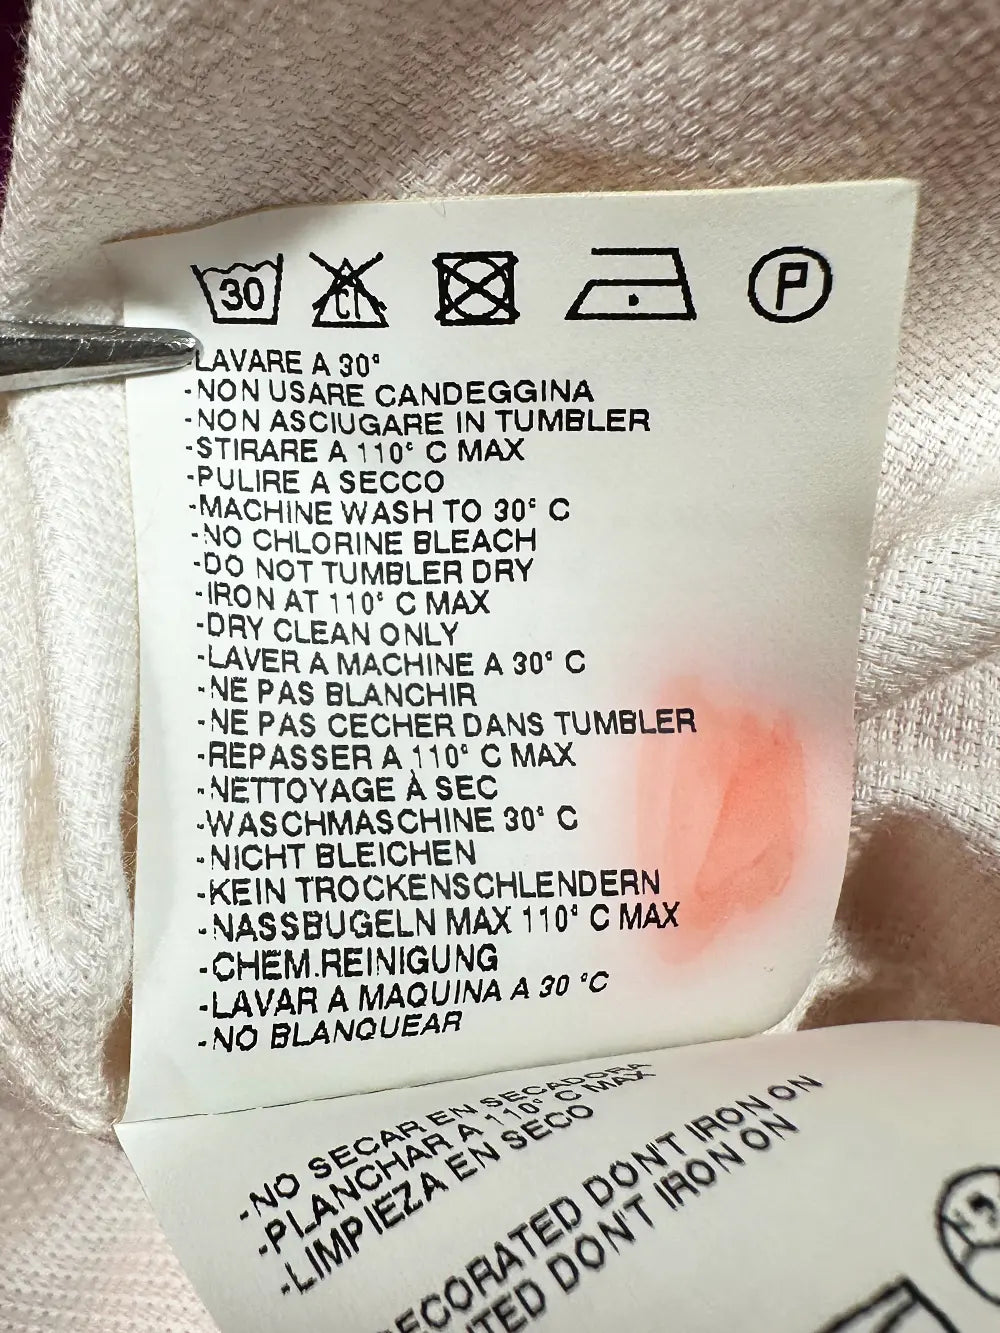 30 CL P
-LAVARE A 30°
-NON USARE CANDEGGINA
-NON ASCIUGARE IN TUMBLER
-STIRARE A 110° C MAX
-PULIRE A SECCO
-MACHINE WASH TO 30° C
-NO CHLORINE BLEACH
-DO NOT TUMBLER DRY
-IRON AT 110° C MAX
-DRY CLEAN ONLY
-LAVER A MACHINE A 30° C
-NE PAS BLANCHIR
-NE PAS CECHER DANS TUMBLER
-REPASSER A 110° C MAX
-NETTOYAGE À SEC
-WASCHMASCHINE 30° C
-NICHT BLEICHEN
-KEIN TROCKENSCHLENDERN
-NASSBUGELN MAX 110° C MAX
-CHEM.REINIGUNG
-LAVAR A MAQUINA A 30 °C
-NO BLANQUEAR
-NO SECAR EN SECADORA
-PLANCHAR A 110° C MAX
-LIMPIEZA EN SECO
DON'T IRON ON
DON'T IRON ON